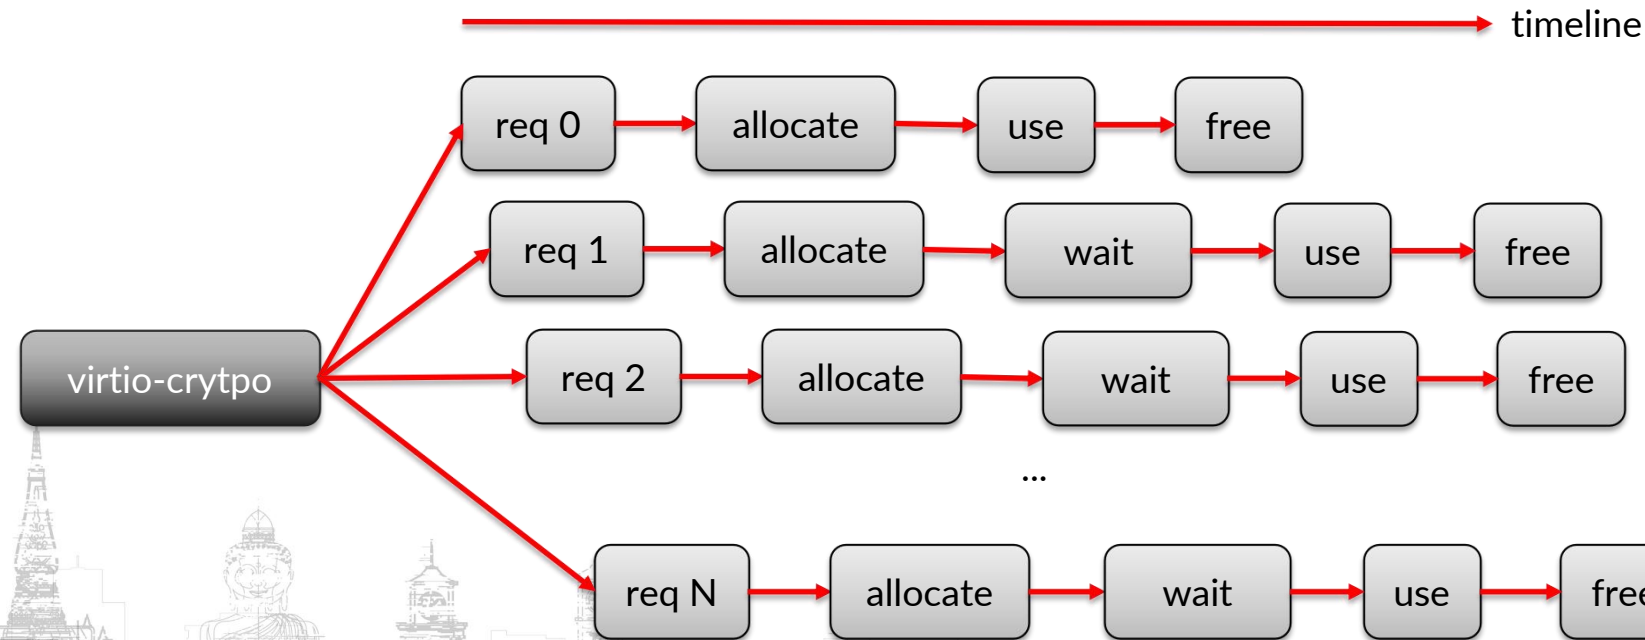 timeline
req 0 allocate use free
req 1 allocate wait use free
virtio-crytpo
req 2 allocate wait use free
...
req N allocate wait use free